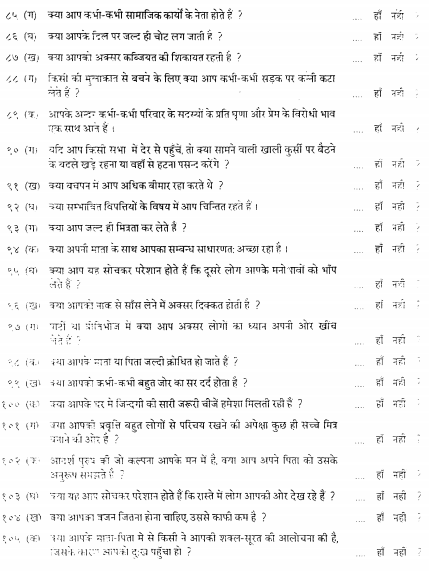 ८५ (ग) क्या आप कभी-कभी सामाजिक कार्यों के नेता होते हैं ? .... हाँ नहीं ?
८६ (घ) क्या आपके दिल पर जल्द ही चोट लग जाती है ? .... हाँ नहीं ?
८७ (ख) क्या आपको अक्सर कब्जियत की शिकायत रहती है ? .... हाँ नहीं ?
८८ (ग) किसी की मुलाकात से बचने के लिए क्या आप कभी-कभी सड़क पर कन्नी कटा
लेते हैं ? .... हाँ नहीं ?
८९ (क) आपके अन्दर कभी-कभी परिवार के सदस्यों के प्रति घृणा और प्रेम के विरोधी भाव
एक साथ आते हैं । .... हाँ नहीं ?
९० (ग) यदि आप किसी सभा में देर से पहुँचें, तो क्या सामने वाली खाली कुर्सी पर बैठने
के बदले खड़े रहना या वहाँ से हटना पसन्द करेंगे ? .... हाँ नहीं ?
९१ (ख) क्या बचपन में आप अधिक बीमार रहा करते थे ? .... हाँ नहीं ?
९२ (घ) क्या सम्भावित विपत्तियों के विषय में आप चिन्तित रहते हैं । .... हाँ नहीं ?
९३ (ग) क्या आप जल्द ही मित्रता कर लेते हैं ? .... हाँ नहीं ?
९४ (क) क्या अपनी माता के साथ आपका सम्बन्ध साधारणतः अच्छा रहा है । .... हाँ नहीं ?
९५ (घ) क्या आप यह सोचकर परेशान होते हैं कि दूसरे लोग आपके मनोभावों को भाँप
लेते हैं ? .... हाँ नहीं ?
९६ (ख) क्या आपको नाक से साँस लेने में अक्सर दिक्कत होती है ? .... हाँ नहीं ?
९७ (ग) पार्टी या प्रीतिभोज में क्या आप अक्सर लोगों का ध्यान अपनी ओर खींच
लेते हैं ? .... हाँ नहीं ?
९८ (क) क्या आपके माता या पिता जल्दी क्रोधित हो जाते हैं ? .... हाँ नहीं ?
९९ (ख) क्या आपको कभी-कभी बहुत जोर का सर दर्द होता है ? .... हाँ नहीं ?
१०० (क) क्या आपके घर में जिन्दगी की सारी जरूरी चीजें हमेशा मिलती रही हैं ? .... हाँ नहीं ?
१०१ (ग) क्या आपकी प्रवृत्ति बहुत लोगों से परिचय रखने की अपेक्षा कुछ ही सच्चे मित्र
बनाने की ओर है ? .... हाँ नहीं ?
१०२ (क) आदर्श पुरुष की जो कल्पना आपके मन में है, क्या आप अपने पिता को उसके
अनुरूप समझते हैं ? .... हाँ नहीं ?
१०३ (घ) क्या यह आप सोचकर परेशान होते हैं कि रास्ते में लोग आपकी ओर देख रहे हैं ? .... हाँ नहीं ?
१०४ (ख) क्या आपका वजन जितना होना चाहिए, उससे काफी कम है ? .... हाँ नहीं ?
१०५ (क) क्या आपके माता-पिता में से किसी ने आपकी शक्ल-सूरत की आलोचना की है,
जिसके कारण आपको दुःख पहुँचा हो ? .... हाँ नहीं ?